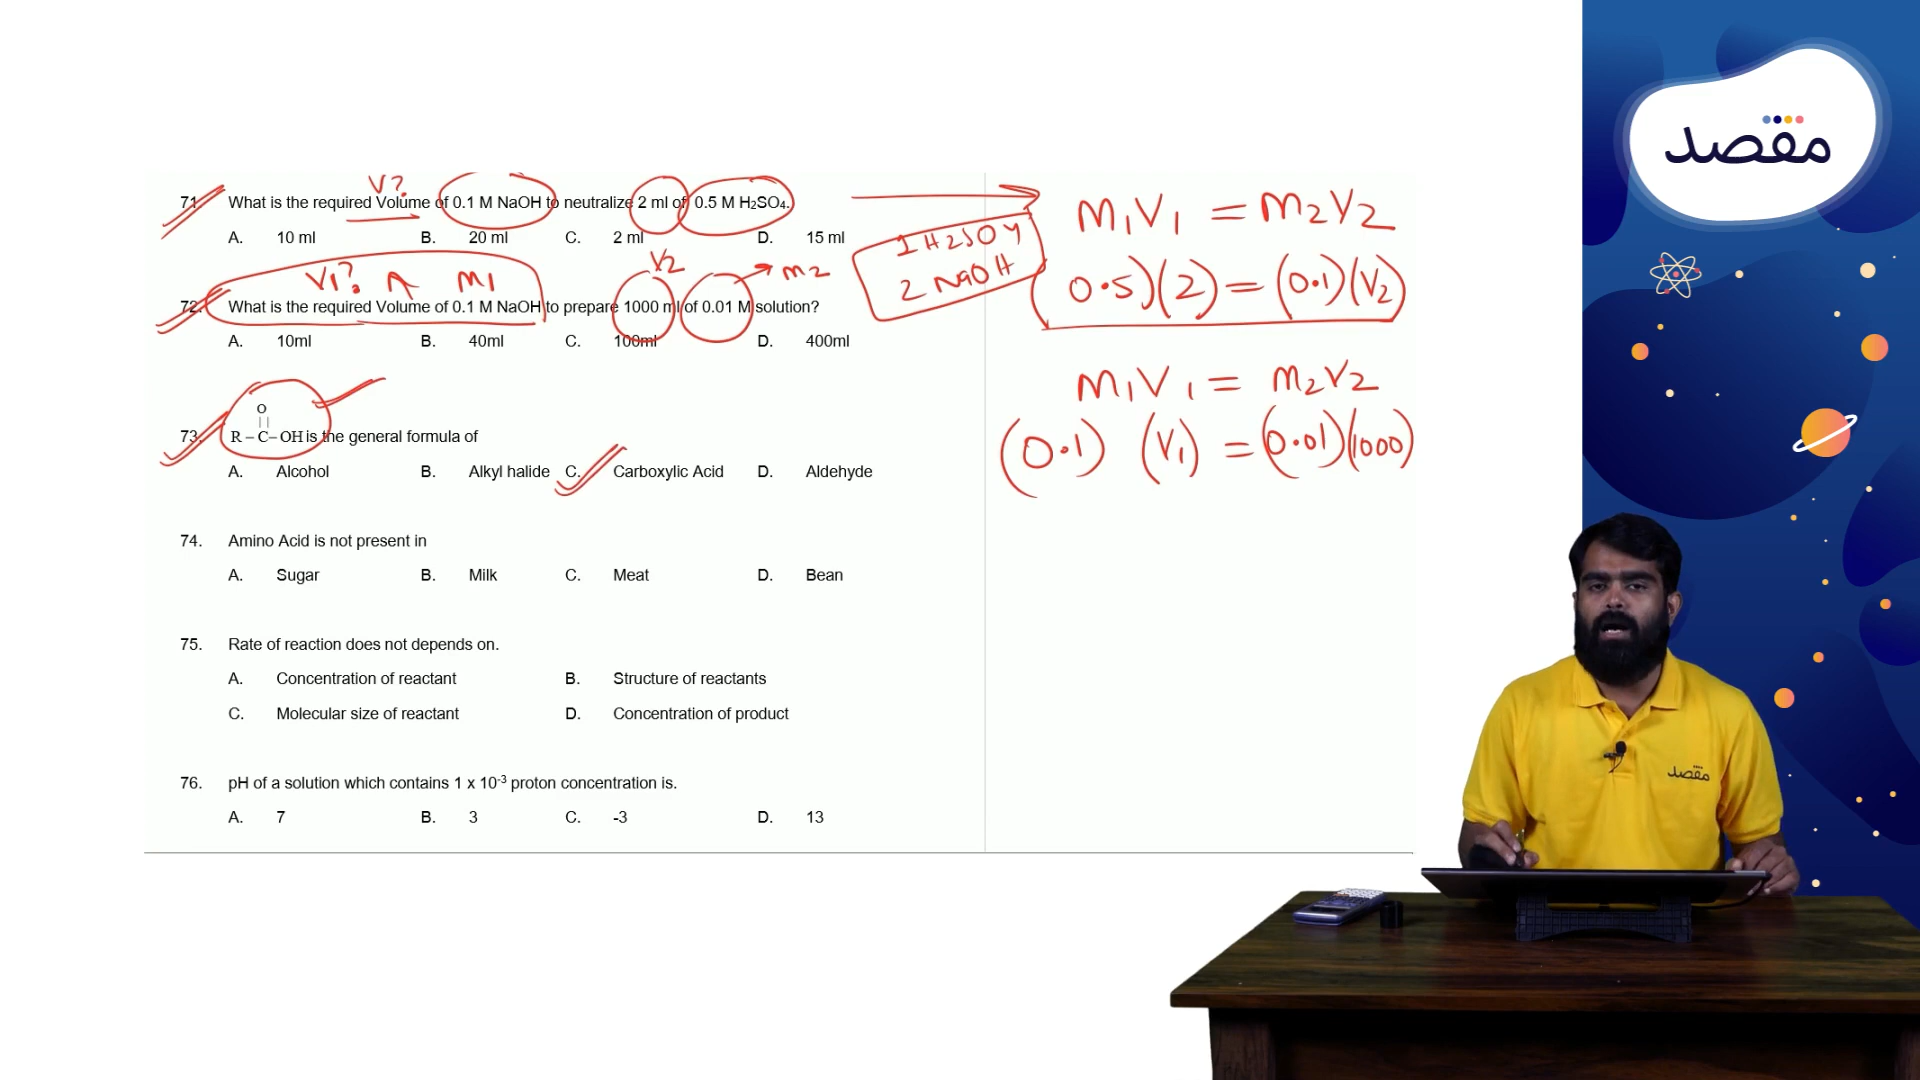 مقصد
V?
71. What is the required Volume of 0.1 M NaOH to neutralize 2 ml of 0.5 M H₂SO₄.
A. 10 ml B. 20 ml C. 2 ml D. 15 ml
V1? M1 V2 M2
72. What is the required Volume of 0.1 M NaOH to prepare 1000 ml of 0.01 M solution?
A. 10ml B. 40ml C. 100ml D. 400ml
O
||
73. R – C – OH is the general formula of
A. Alcohol B. Alkyl halide C. Carboxylic Acid D. Aldehyde
74. Amino Acid is not present in
A. Sugar B. Milk C. Meat D. Bean
75. Rate of reaction does not depends on.
A. Concentration of reactant B. Structure of reactants
C. Molecular size of reactant D. Concentration of product
76. pH of a solution which contains 1 x 10⁻³ proton concentration is.
A. 7 B. 3 C. -3 D. 13
1 H2SO4
2 NaOH
M1V1 = M2V2
(0.5)(2) = (0.1)(V2)
M1V1 = M2V2
(0.1) (V1) = (0.01)(1000)
مقصد